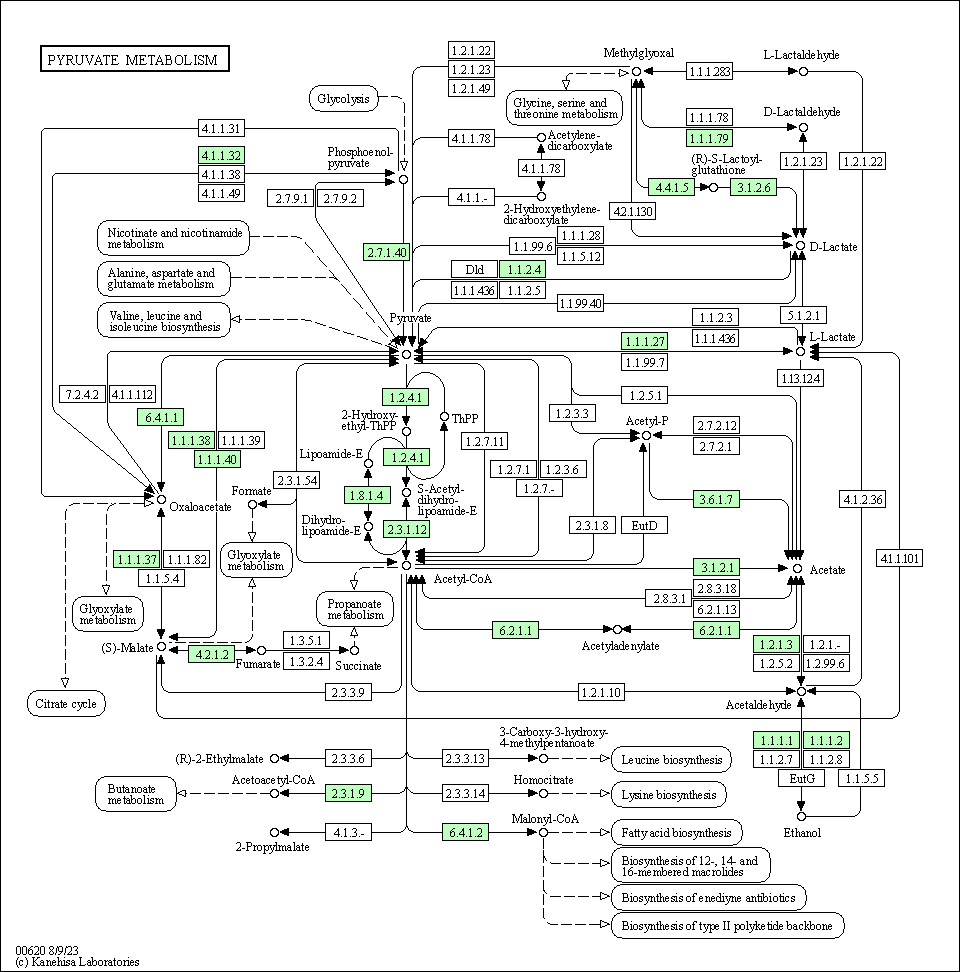 PYRUVATE METABOLISM
1.2.1.22
1.2.1.23
1.2.1.49
Methylglyoxal
1.1.1.283
L-Lactaldehyde
Glycolysis
Glycine, serine and
threonine metabolism
1.1.1.78
1.1.1.79
D-Lactaldehyde
4.1.1.31
4.1.1.32
4.1.1.38
4.1.1.49
Phosphoenol-
pyruvate
4.1.1.78
Acetylene-
dicarboxylate
4.1.1.78
(R)-S-Lactoyl-
glutathione
1.2.1.23
1.2.1.22
4.4.1.5
3.1.2.6
2.7.9.1
2.7.9.2
4.1.1.-
2-Hydroxyethylene-
dicarboxylate
4.2.1.130
Nicotinate and nicotinamide
metabolism
2.7.1.40
1.1.99.6
1.1.1.28
1.1.5.12
D-Lactate
Alanine, aspartate and
glutamate metabolism
Dld
1.1.2.4
1.1.1.436
1.1.2.5
1.1.99.40
Valine, leucine and
isoleucine biosynthesis
Pyruvate
1.1.2.3
1.1.1.436
5.1.2.1
L-Lactate
1.1.1.27
1.1.99.7
1.13.12.4
7.2.4.2
4.1.1.112
6.4.1.1
1.2.4.1
1.2.5.1
2-Hydroxy-
ethyl-ThPP
ThPP
1.2.3.3
Acetyl-P
2.7.2.12
2.7.2.1
1.1.1.38
1.1.1.39
1.1.1.40
1.2.7.11
Lipoamide-E
1.2.4.1
1.2.7.1
1.2.3.6
1.2.7.-
2.3.1.54
Formate
1.8.1.4
S-Acetyl-
dihydro-
lipoamide-E
3.6.1.7
4.1.2.36
Oxaloacetate
Dihydro-
lipoamide-E
2.3.1.12
2.3.1.8
EutD
Glyoxylate
metabolism
1.1.1.37
1.1.1.82
1.1.5.4
Acetyl-CoA
3.1.2.1
Acetate
4.1.1.101
2.8.3.18
2.8.3.1
6.2.1.13
Glyoxylate
metabolism
Propanoate
metabolism
6.2.1.1
Acetyladenylate
6.2.1.1
(S)-Malate
4.2.1.2
Fumarate
1.3.5.1
1.3.2.4
Succinate
1.2.1.3
1.2.1.-
1.2.5.2
1.2.99.6
Citrate cycle
2.3.3.9
1.2.1.10
Acetaldehyde
3-Carboxy-3-hydroxy-
4-methylpentanoate
1.1.1.1
1.1.1.2
1.1.2.7
1.1.2.8
(R)-2-Ethylmalate
2.3.3.6
2.3.3.13
Leucine biosynthesis
EutG
1.1.5.5
Butanoate
metabolism
Acetoacetyl-CoA
2.3.1.9
2.3.3.14
Homocitrate
Lysine biosynthesis
2-Propylmalate
4.1.3.-
6.4.1.2
Malonyl-CoA
Fatty acid biosynthesis
Ethanol
Biosynthesis of 12-, 14- and
16-membered macrolides
Biosynthesis of enediyne antibiotics
Biosynthesis of type II polyketide backbone
00620 8/9/23
(c) Kanehisa Laboratories